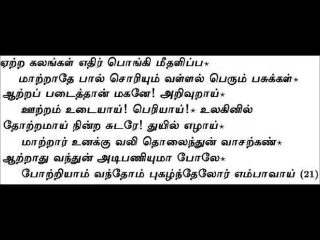 ஏற்ற கலங்கள் எதிர் பொங்கி மீதளிப்ப*
மாற்றாதே பால் சொரியும் வள்ளல் பெரும் பசுக்கள்*
ஆற்றப் படைத்தான் மகனே! அறிவுறாய்*
ஊற்றம் உடையாய்! பெரியாய்!* உலகினில்
தோற்றமாய் நின்ற சுடரே! துயில் எழாய்*
மாற்றார் உனக்கு வலி தொலைந்துன் வாசற்கண்*
ஆற்றாது வந்துன் அடிபணியுமா போலே*
போற்றியாம் வந்தோம் புகழ்ந்தேலோர் எம்பாவாய் (21)